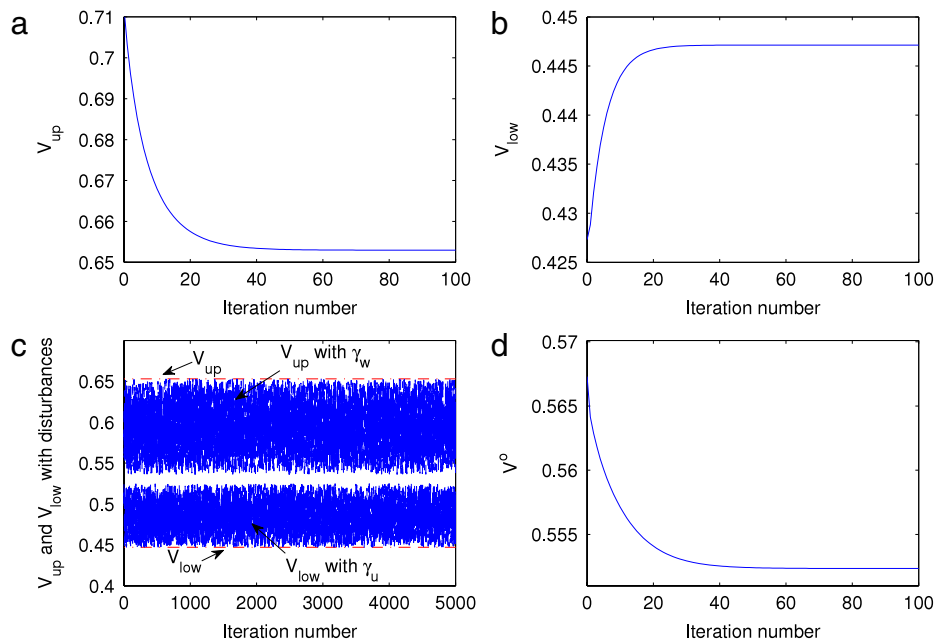 a
0.71
0.7
0.69
0.68
0.67
0.66
0.65
V_up
0 20 40 60 80 100
Iteration number
b
0.45
0.445
0.44
0.435
0.43
0.425
V_low
0 20 40 60 80 100
Iteration number
c
0.65
0.6
0.55
0.5
0.45
0.4
V_up and V_low with disturbances
V_up
V_up with γ_w
V_low
V_low with γ_u
0 1000 2000 3000 4000 5000
Iteration number
d
0.57
0.565
0.56
0.555
V^o
0 20 40 60 80 100
Iteration number